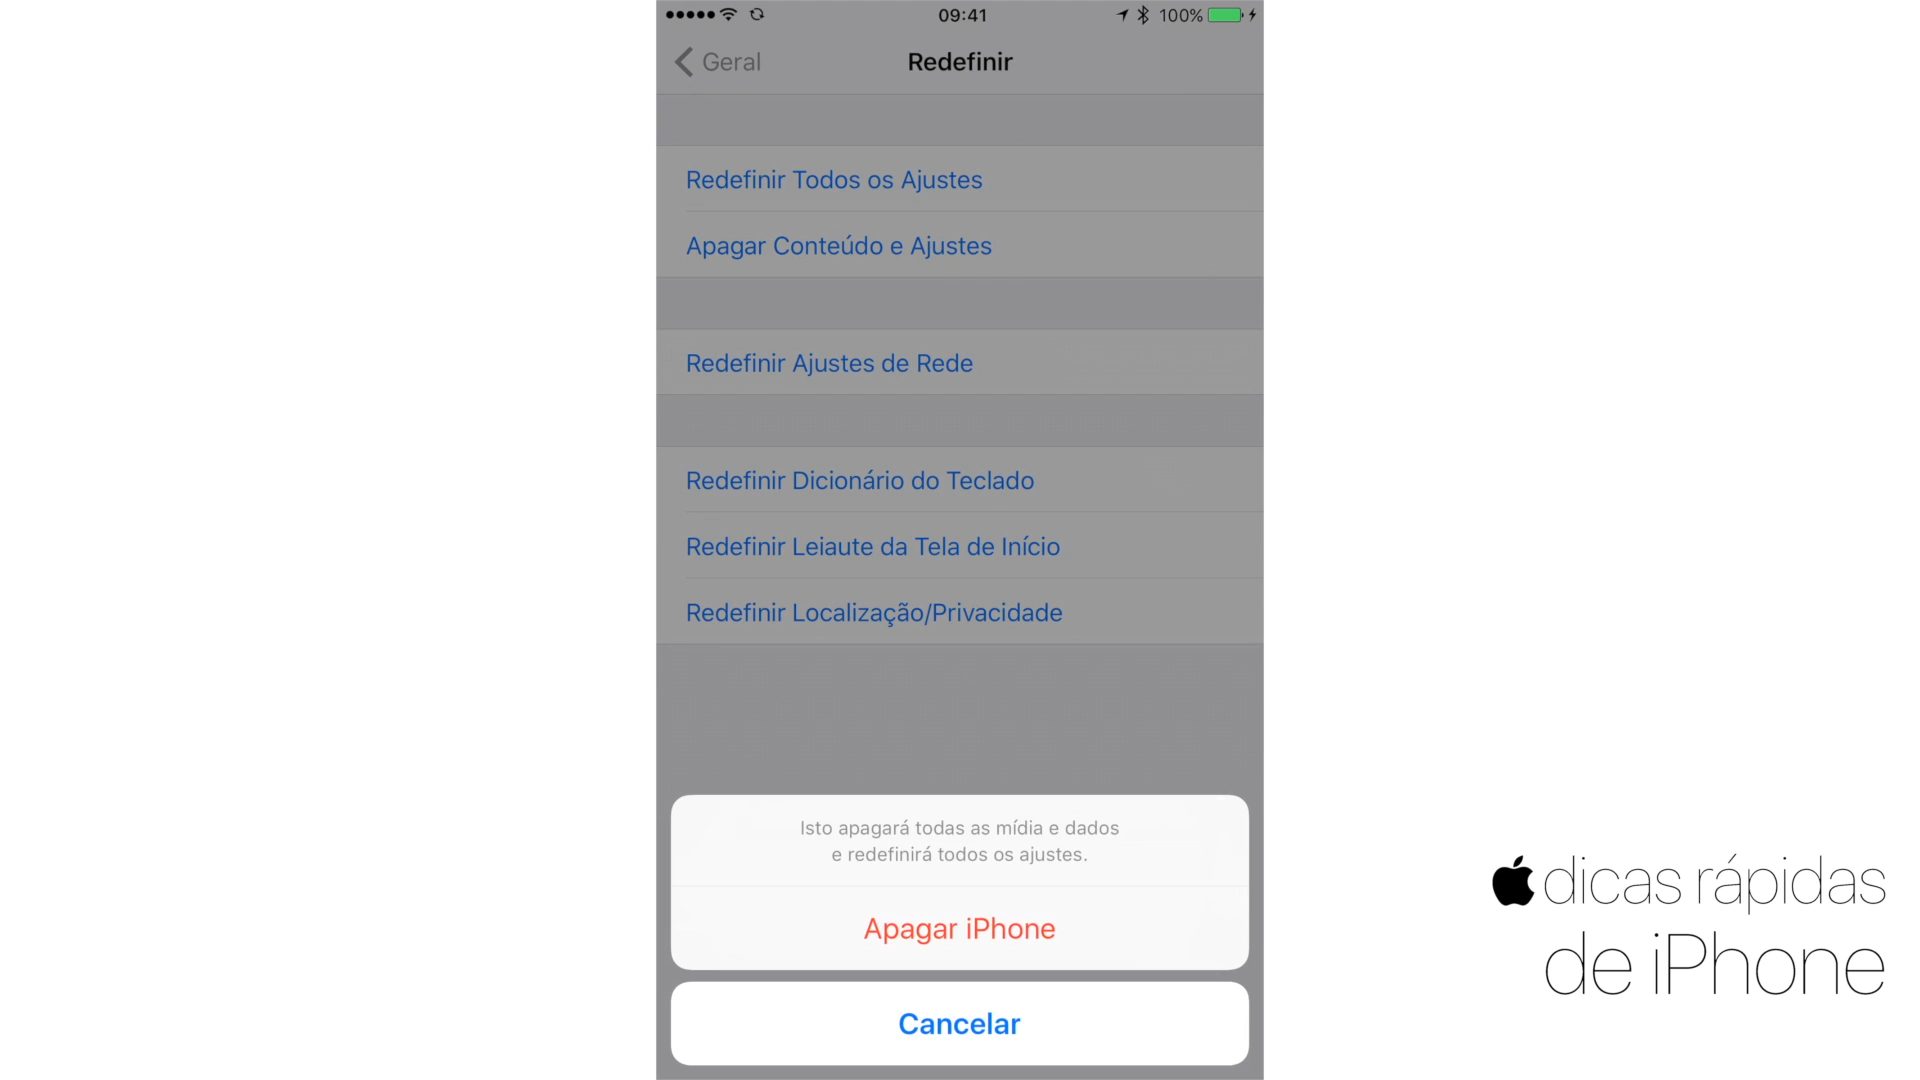 09:41
100%
Geral
Redefinir
Redefinir Todos os Ajustes
Apagar Conteúdo e Ajustes
Redefinir Ajustes de Rede
Redefinir Dicionário do Teclado
Redefinir Leiaute da Tela de Início
Redefinir Localização/Privacidade
Isto apagará todas as mídia e dados
e redefinirá todos os ajustes.
Apagar iPhone
Cancelar
dicas rápidas
de iPhone